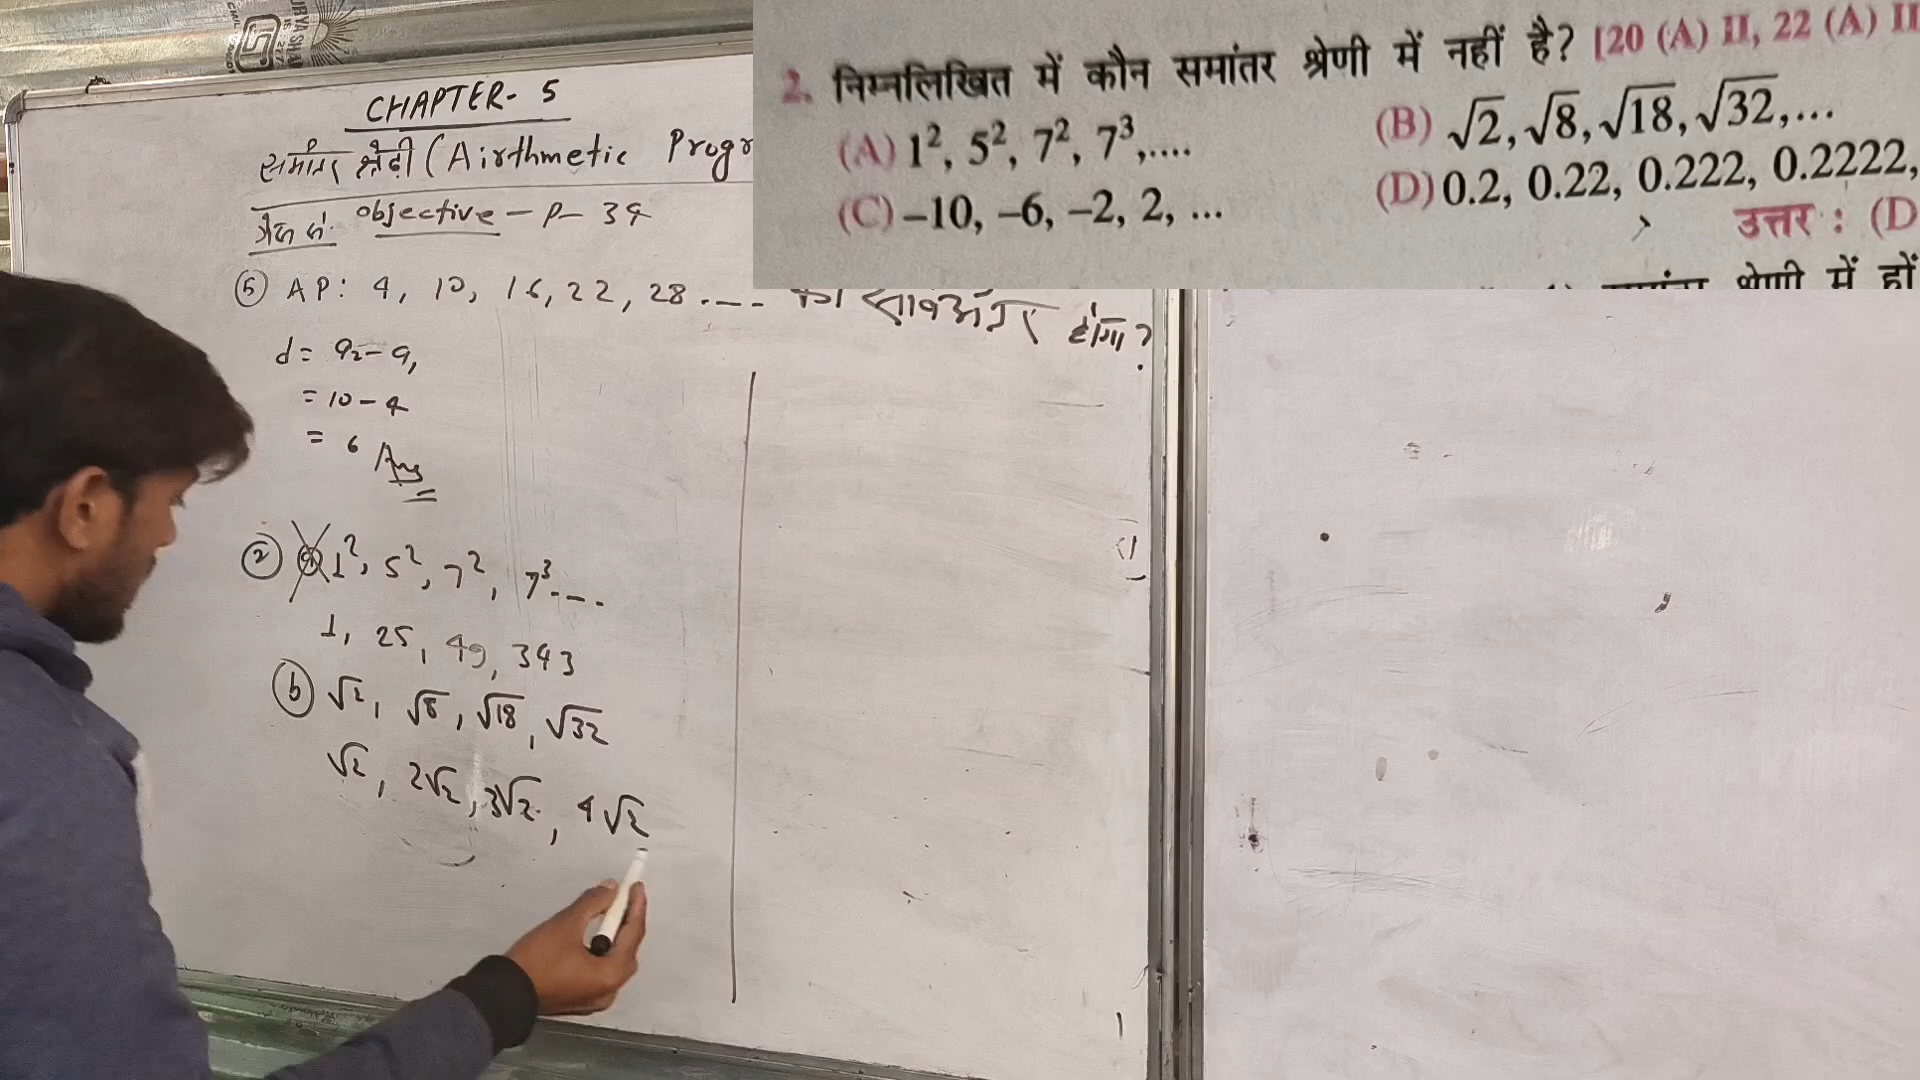 CHAPTER- 5
समांतर श्रेढ़ी (Airthmetic Progr
objective - P- 34
⑤ AP: 4, 10, 16, 22, 28 .--- का सार्वअंतर होगा?
d = a₂ - a₁
= 10 - 4
= 6 Ans
② ⓐ 1², 5², 7², 7³---
1, 25, 49, 343
ⓑ √2, √8, √18, √32
√2, 2√2, 3√2, 4√2
2. निम्नलिखित में कौन समांतर श्रेणी में नहीं है? [20 (A) II, 22 (A) II
(A) 1², 5², 7², 7³,.... (B) √2, √8, √18, √32,...
(C) –10, –6, –2, 2, ... (D) 0.2, 0.22, 0.222, 0.2222,
उत्तर : (D
श्रेणी में हों